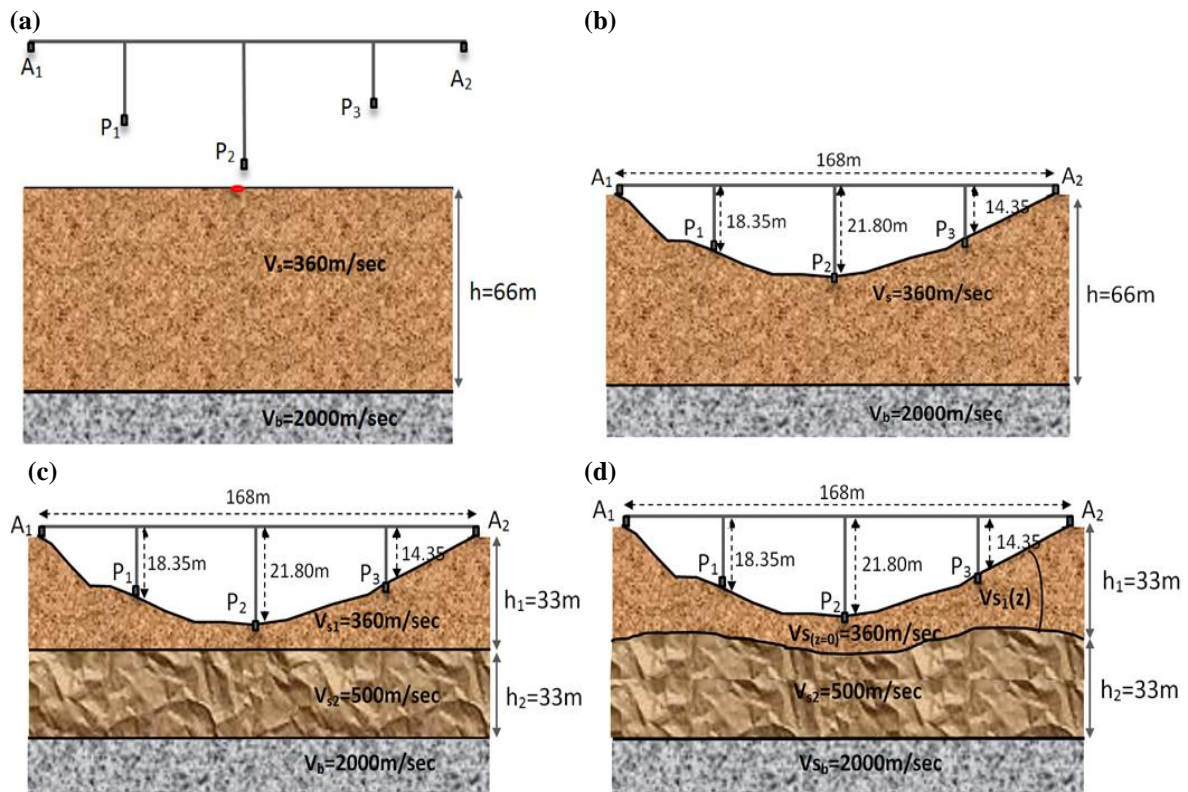 (a)
A1
P1
P2
P3
A2
Vs=360m/sec
h=66m
Vb=2000m/sec
(b)
168m
A1
A2
P1
18.35m
P2
21.80m
P3
14.35
Vs=360m/sec
h=66m
Vb=2000m/sec
(c)
168m
A1
A2
P1
18.35m
P2
21.80m
P3
14.35
Vs1=360m/sec
h1=33m
Vs2=500m/sec
h2=33m
Vb=2000m/sec
(d)
168m
A1
A2
P1
18.35m
P2
21.80m
P3
14.35
Vs1(z)
Vs(z=0)=360m/sec
h1=33m
Vs2=500m/sec
h2=33m
Vsb=2000m/sec